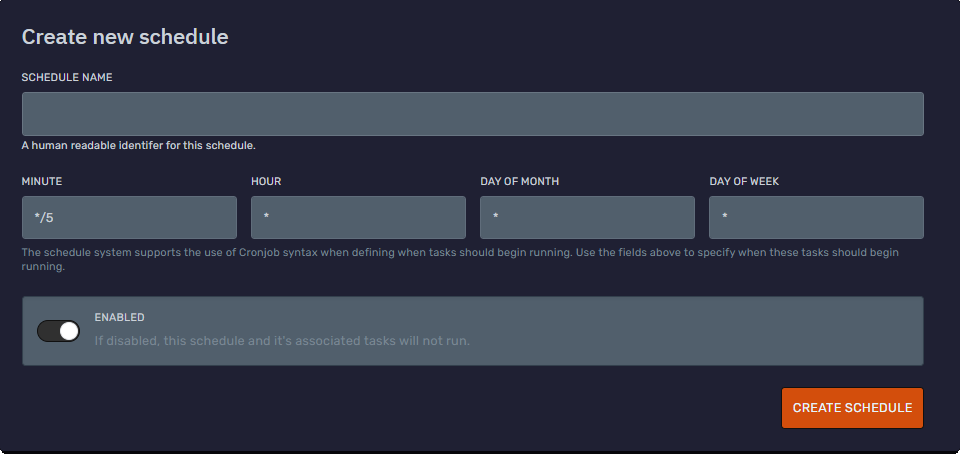 Create new schedule
SCHEDULE NAME
A human readable identifer for this schedule.
MINUTE HOUR DAY OF MONTH DAY OF WEEK
*/5 * * *
The schedule system supports the use of Cronjob syntax when defining when tasks should begin running. Use the fields above to specify when these tasks should begin
running.
ENABLED
If disabled, this schedule and it's associated tasks will not run.
CREATE SCHEDULE